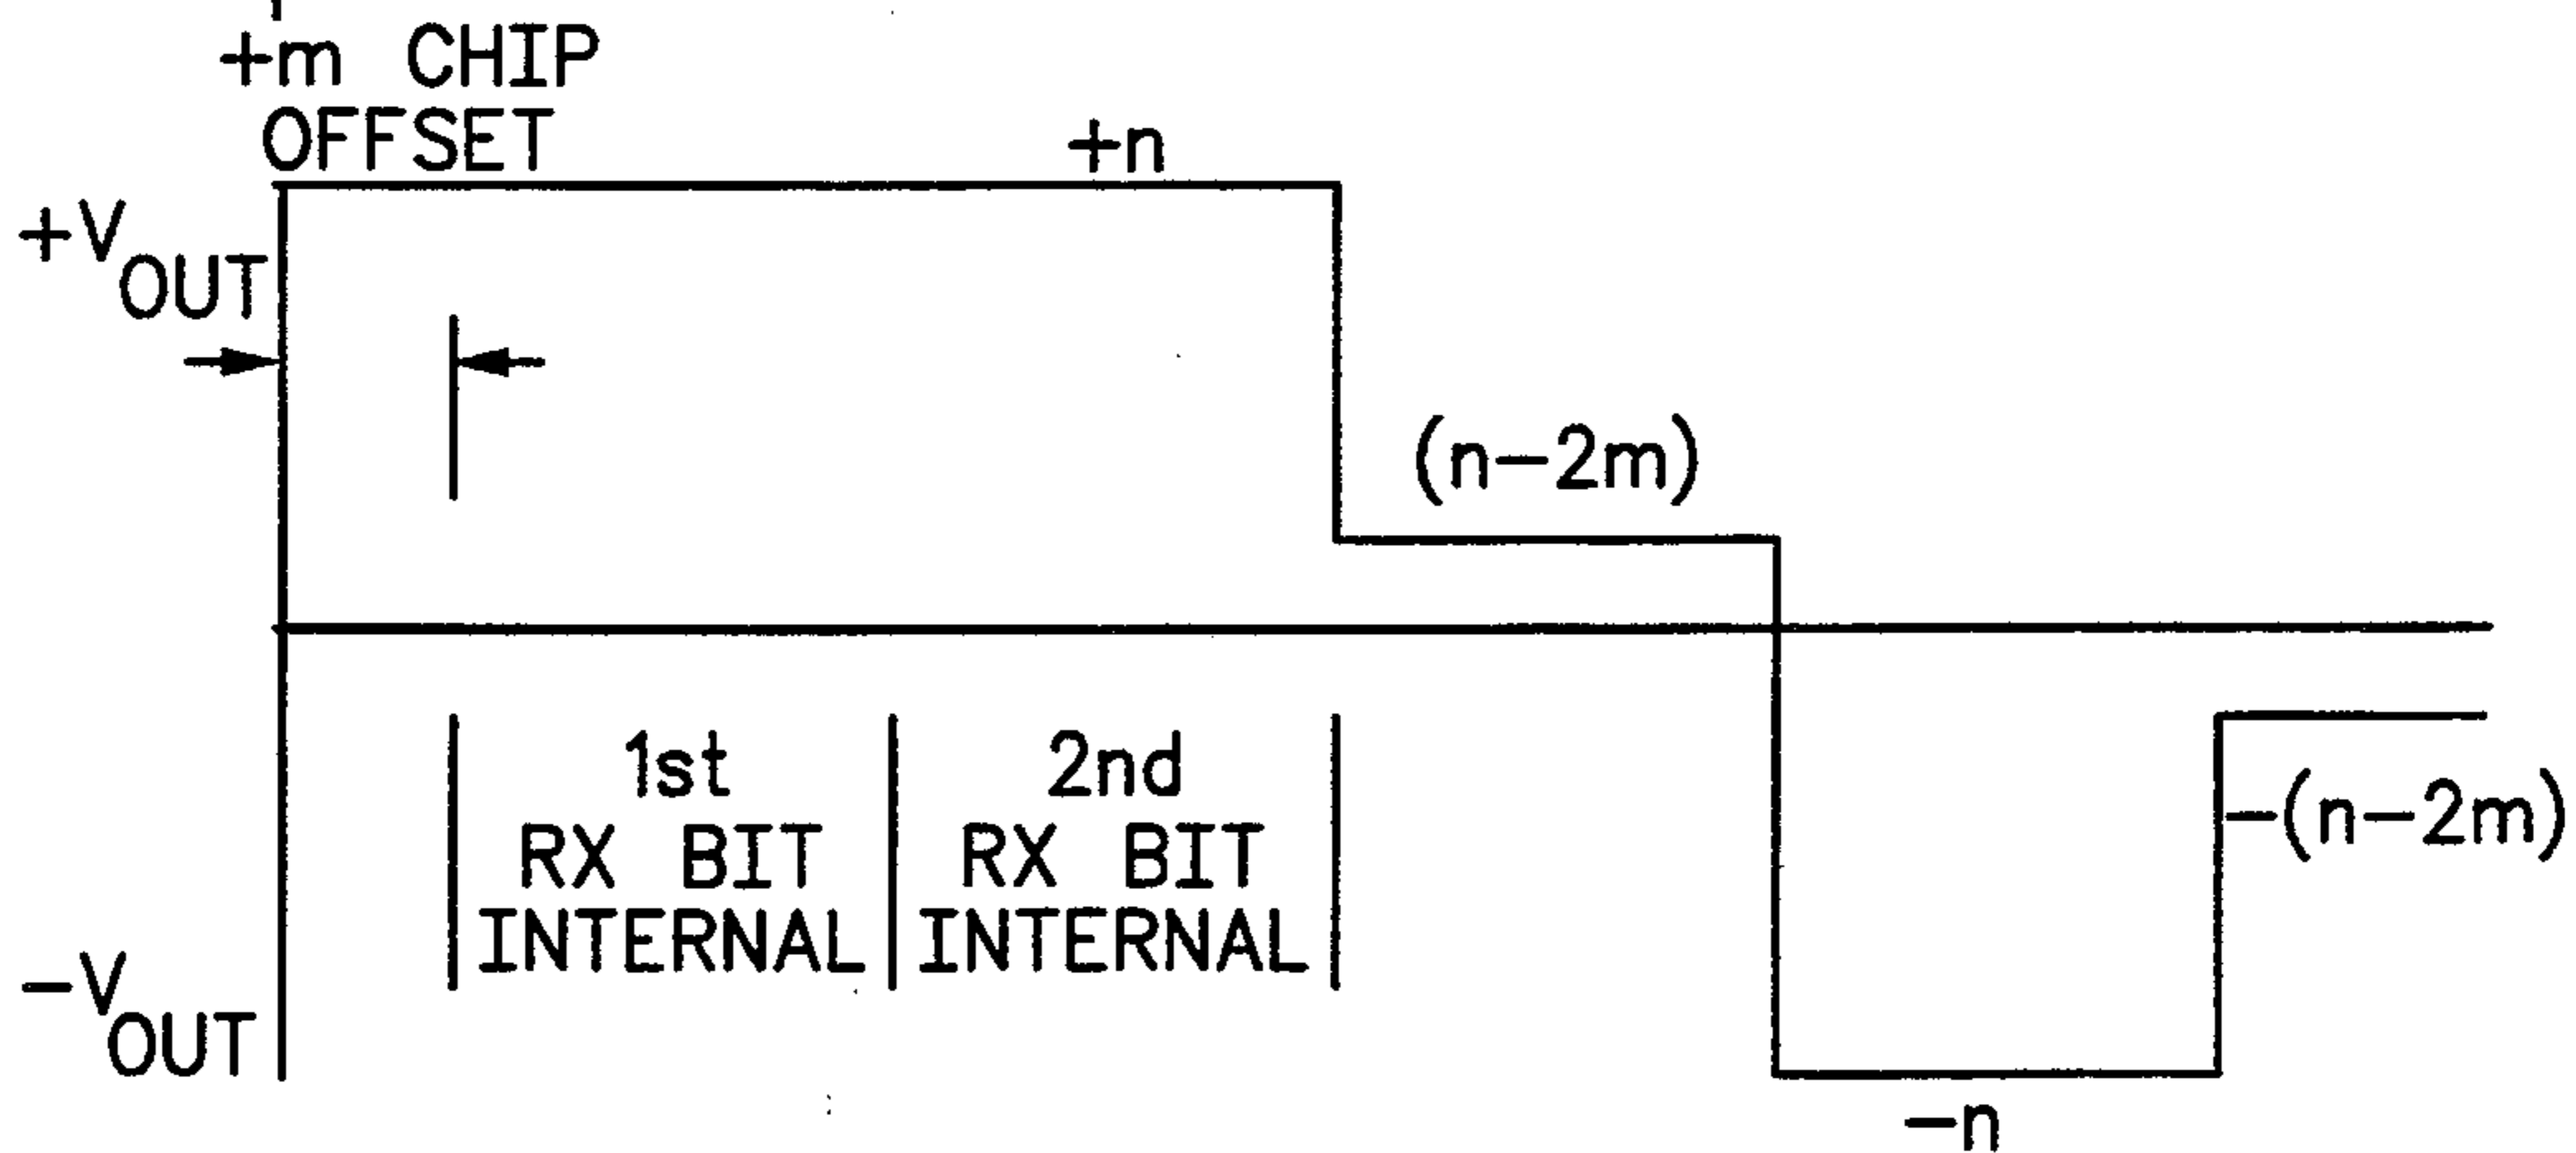 +m CHIP
OFFSET
+n
+V
OUT
(n-2m)
1st
RX BIT
INTERNAL
2nd
RX BIT
INTERNAL
-(n-2m)
-V
OUT
-n